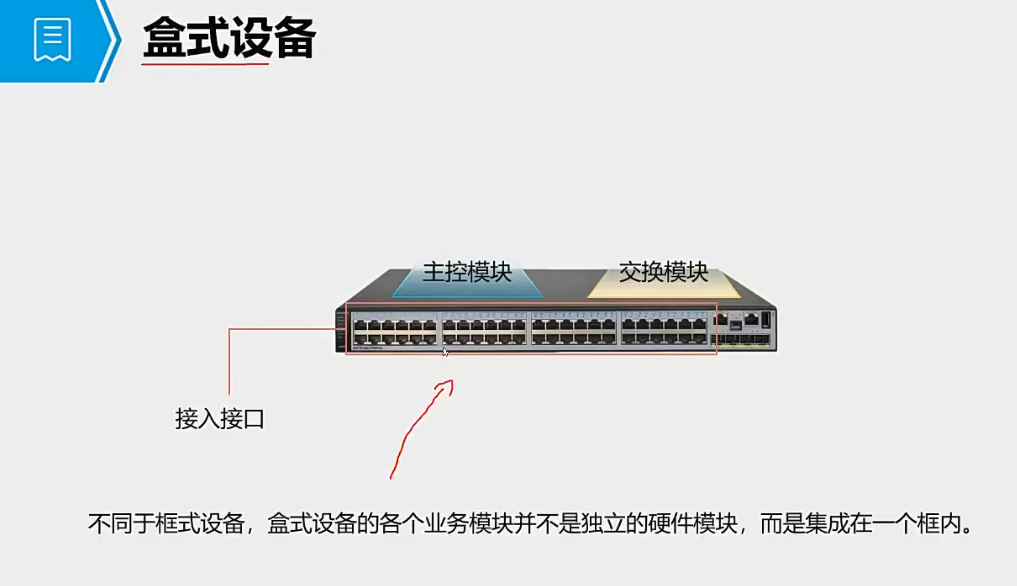 盒式设备
主控模块
交换模块
接入接口
不同于框式设备，盒式设备的各个业务模块并不是独立的硬件模块，而是集成在一个框内。